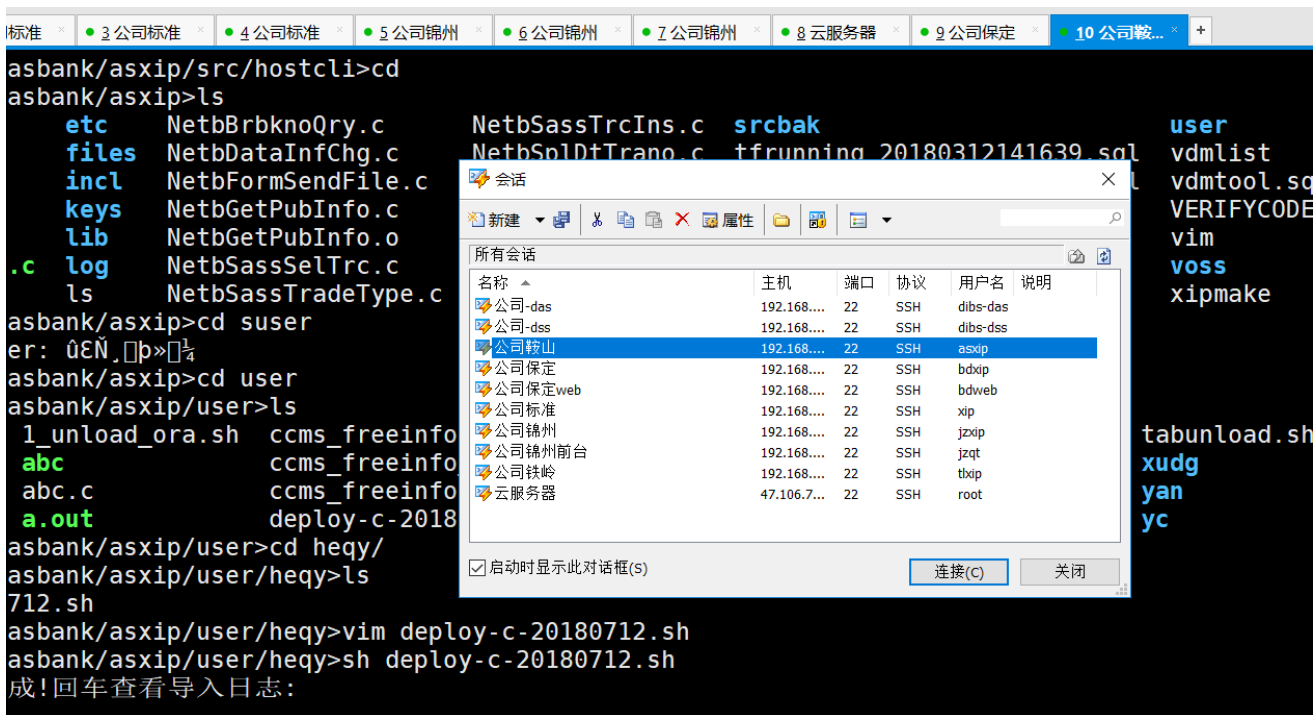 标准 × 3 公司标准 × 4 公司标准 × 5 公司锦州 × 6 公司锦州 × 7 公司锦州 × 8 云服务器 × 9 公司保定 × 10 公司鞍... × +
asbank/asxip/src/hostcli>cd
asbank/asxip>ls
etc NetbBrbknoQry.c NetbSassTrcIns.c srcbak user
files NetbDataInfChg.c NetbSplDtTrano.c tfrunning_20180312141639.sql vdmlist
incl NetbFormSendFile.c l vdmtool.sq
keys NetbGetPubInfo.c VERIFYCODE
lib NetbGetPubInfo.o vim
.c log NetbSassSelTrc.c voss
ls NetbSassTradeType.c xipmake
asbank/asxip>cd suser
asbank/asxip>cd user
asbank/asxip/user>ls
1_unload_ora.sh ccms_freeinfo tabunload.sh
abc ccms_freeinfo xudg
abc.c ccms_freeinfo yan
a.out deploy-c-2018 yc
asbank/asxip/user>cd heqy/
asbank/asxip/user/heqy>ls
712.sh
asbank/asxip/user/heqy>vim deploy-c-20180712.sh
asbank/asxip/user/heqy>sh deploy-c-20180712.sh
成!回车查看导入日志:
会话
新建 属性
所有会话
名称 主机 端口 协议 用户名 说明
公司-das 192.168.... 22 SSH dibs-das
公司-dss 192.168.... 22 SSH dibs-dss
公司鞍山 192.168.... 22 SSH asxip
公司保定 192.168.... 22 SSH bdxip
公司保定web 192.168.... 22 SSH bdweb
公司标准 192.168.... 22 SSH xip
公司锦州 192.168.... 22 SSH jzxip
公司锦州前台 192.168.... 22 SSH jzqt
公司铁岭 192.168.... 22 SSH tlxip
云服务器 47.106.7... 22 SSH root
启动时显示此对话框(S)
连接(C) 关闭